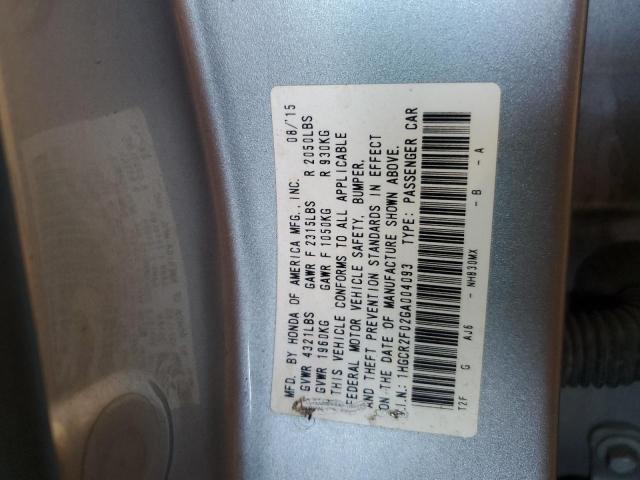 MFD. BY HONDA OF AMERICA MFG., INC. 08/'15
GVWR 4321LBS GAWR F 2315LBS R 2050LBS
GVWR 1960KG GAWR F 1050KG R 930KG
THIS VEHICLE CONFORMS TO ALL APPLICABLE
FEDERAL MOTOR VEHICLE SAFETY, BUMPER,
AND THEFT PREVENTION STANDARDS IN EFFECT
ON THE DATE OF MANUFACTURE SHOWN ABOVE.
V.I.N.: 1HGCR2F02GA004093 TYPE: PASSENGER CAR
T2F G AJ6 - NH830MX - B - A